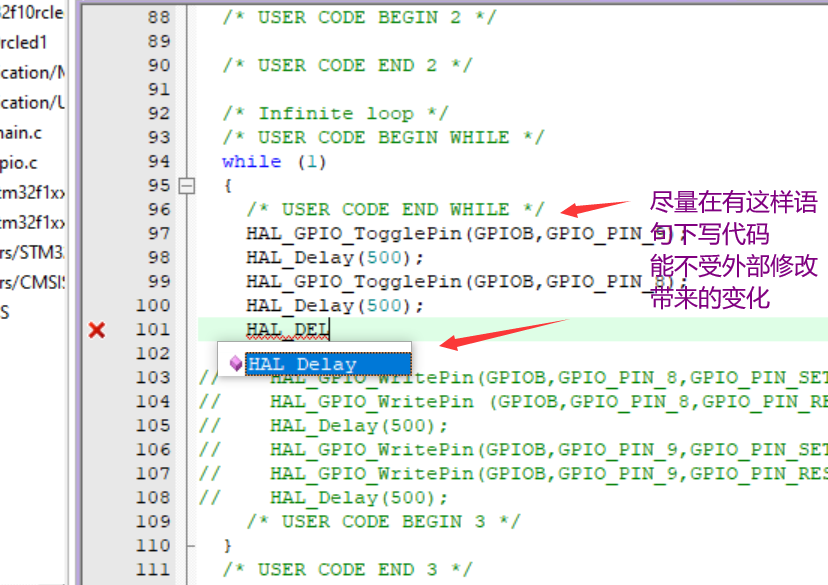 2f10rcle
rcled1
cation/M
cation/U
main.c
pio.c
tm32f1xx
tm32f1xx
rs/STM3
rs/CMSIS
S
88 /* USER CODE BEGIN 2 */
89
90 /* USER CODE END 2 */
91
92 /* Infinite loop */
93 /* USER CODE BEGIN WHILE */
94 while (1)
95 {
96 /* USER CODE END WHILE */
97 HAL_GPIO_TogglePin(GPIOB,GPIO_PIN_9);
98 HAL_Delay(500);
99 HAL_GPIO_TogglePin(GPIOB,GPIO_PIN_8);
100 HAL_Delay(500);
101 HAL_DEL
102
HAL_Delay
103 // HAL_GPIO_WritePin(GPIOB,GPIO_PIN_8,GPIO_PIN_SET
104 // HAL_GPIO_WritePin (GPIOB,GPIO_PIN_8,GPIO_PIN_RE
105 // HAL_Delay(500);
106 // HAL_GPIO_WritePin(GPIOB,GPIO_PIN_9,GPIO_PIN_SET
107 // HAL_GPIO_WritePin(GPIOB,GPIO_PIN_9,GPIO_PIN_RES
108 // HAL_Delay(500);
109 /* USER CODE BEGIN 3 */
110 }
111 /* USER CODE END 3 */
尽量在有这样语
句下写代码
能不受外部修改
带来的变化